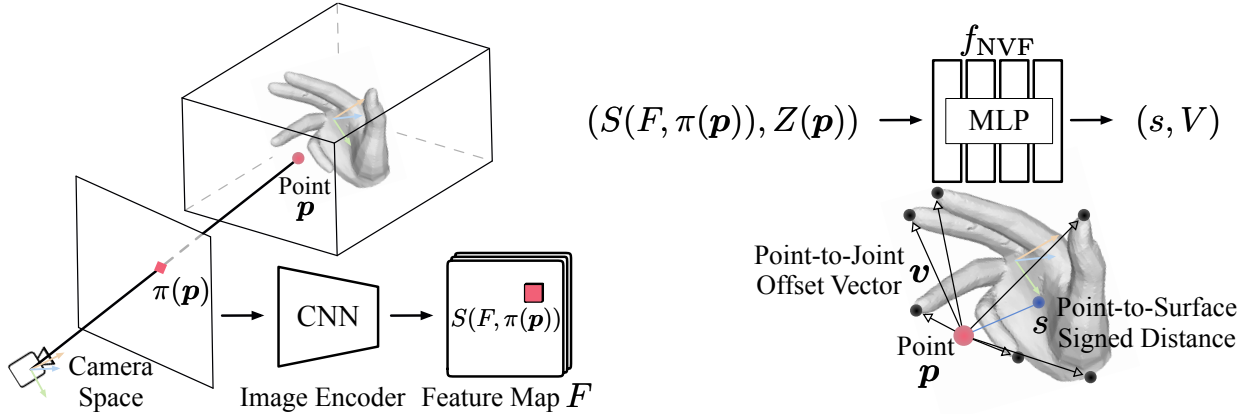 Point
p
π(p)
CNN
S(F, π(p))
Camera
Space
Image Encoder
Feature Map F
f_NVF
(S(F, π(p)), Z(p))
MLP
(s, V)
Point-to-Joint
Offset Vector
v
s
Point-to-Surface
Signed Distance
Point
p